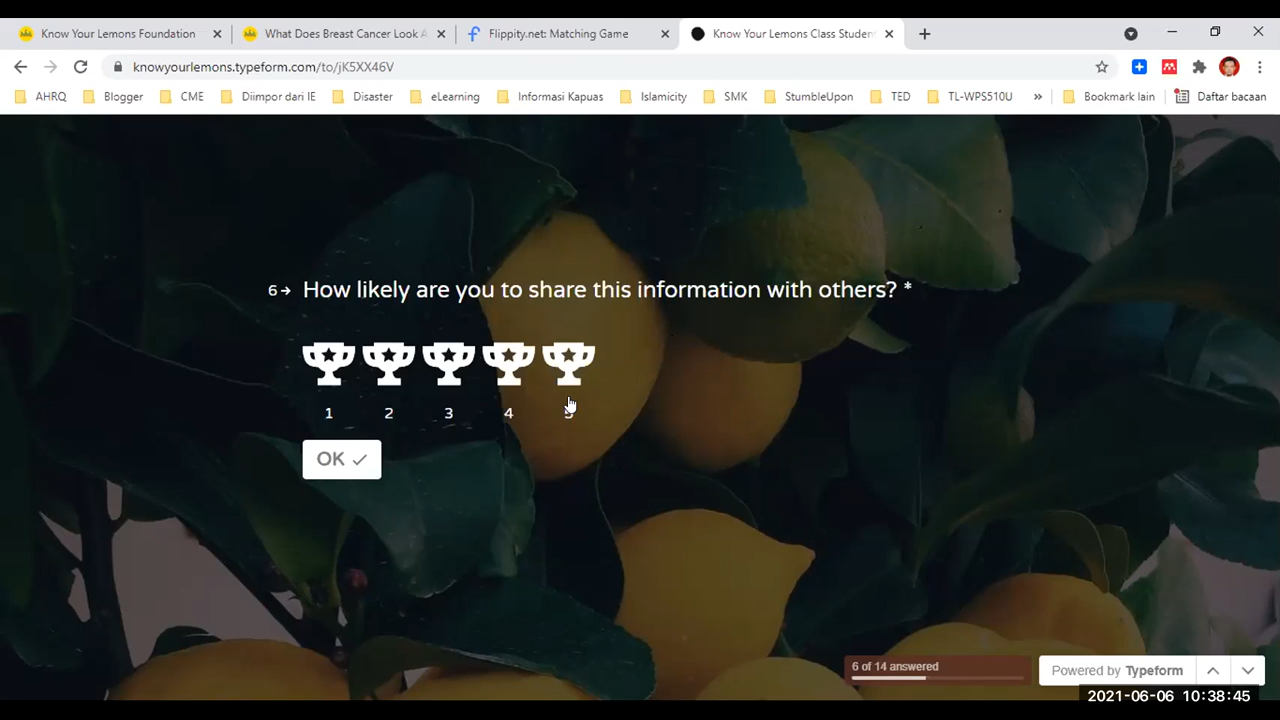 Know Your Lemons Foundation
What Does Breast Cancer Look A
Flippity.net: Matching Game
Know Your Lemons Class Student
knowyourlemons.typeform.com/to/jK5XX46V
AHRQ Blogger CME Diimpor dari IE Disaster eLearning Informasi Kapuas Islamicity SMK StumbleUpon TED TL-WPS510U » Bookmark lain Daftar bacaan
6→ How likely are you to share this information with others? *
1 2 3 4 5
OK ✓
6 of 14 answered
Powered by Typeform
2021-06-06 10:38:45